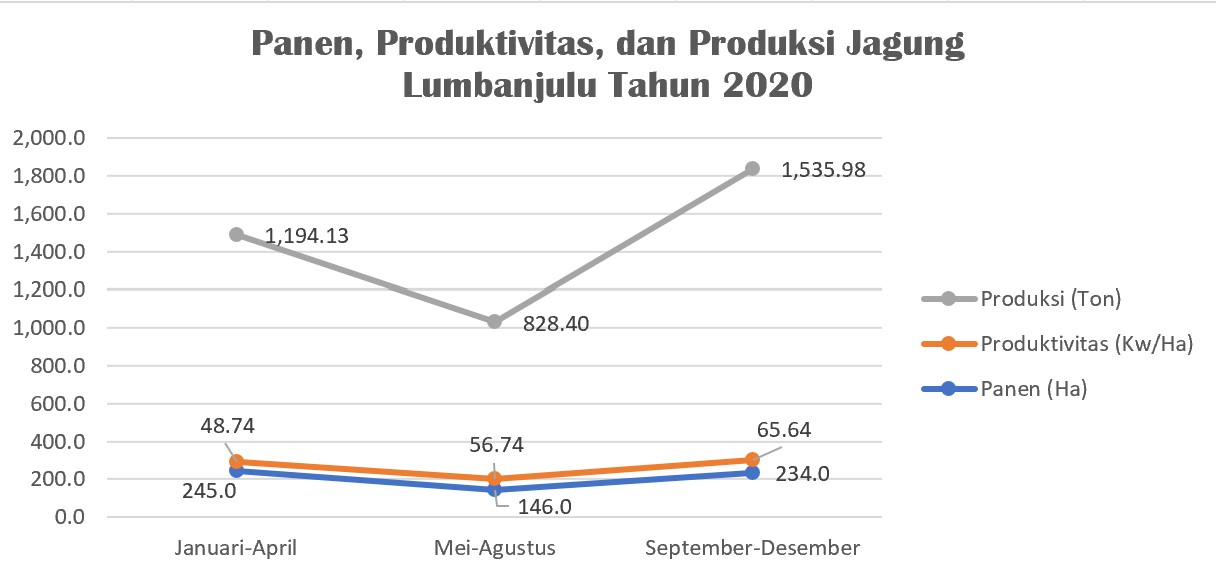 Panen, Produktivitas, dan Produksi Jagung
Lumbanjulu Tahun 2020
2,000.0
1,800.0
1,600.0
1,400.0
1,200.0
1,000.0
800.0
600.0
400.0
200.0
0.0
1,194.13
828.40
1,535.98
48.74
56.74
65.64
245.0
146.0
234.0
Januari-April
Mei-Agustus
September-Desember
Produksi (Ton)
Produktivitas (Kw/Ha)
Panen (Ha)